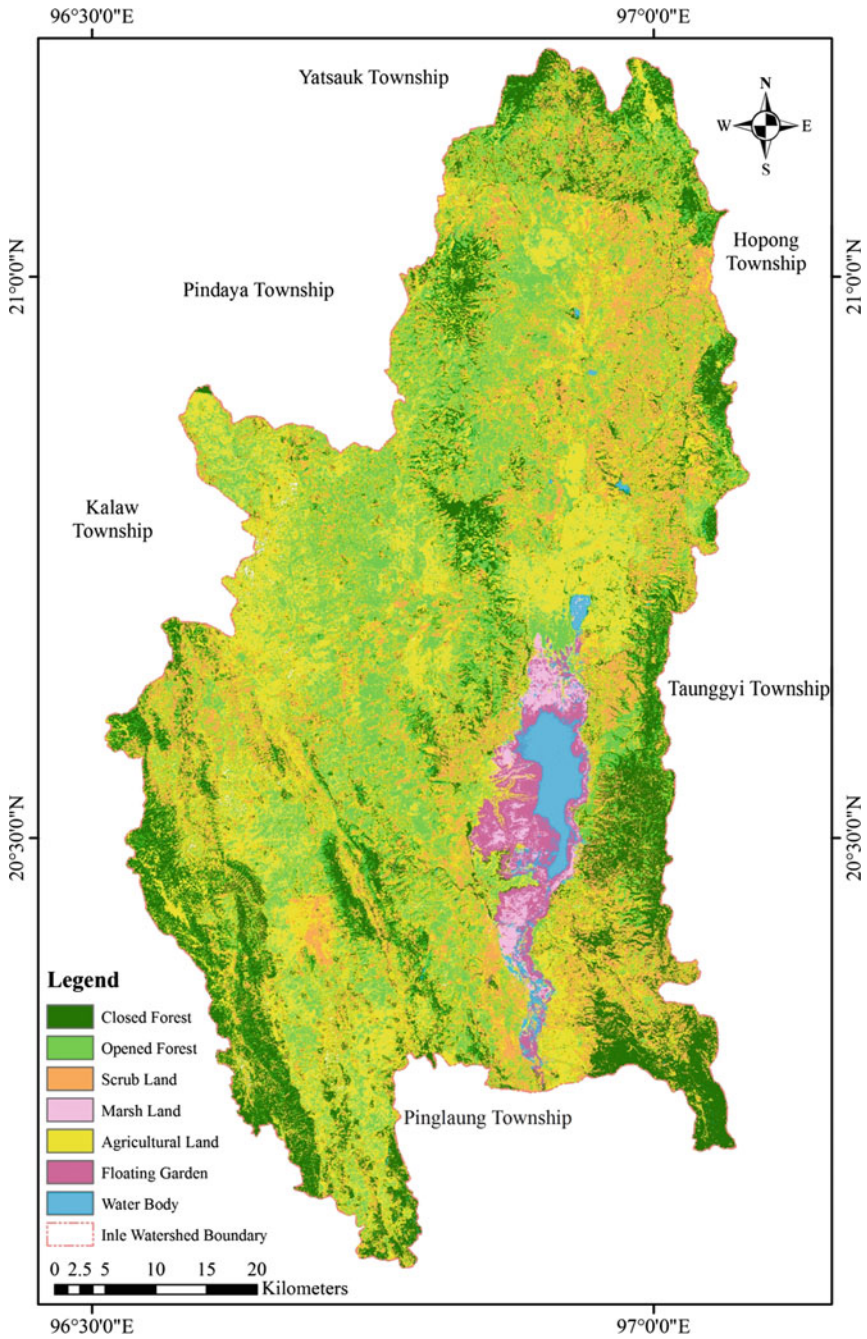 96°30'0"E
97°0'0"E
Yatsauk Township
N
W
E
S
Hopong
Township
21°0'0"N
21°0'0"N
Pindaya Township
Kalaw
Township
Taunggyi Township
20°30'0"N
20°30'0"N
Legend
Closed Forest
Opened Forest
Scrub Land
Marsh Land
Agricultural Land
Floating Garden
Water Body
Inle Watershed Boundary
Pinglaung Township
0 2.5 5 10 15 20
Kilometers
96°30'0"E
97°0'0"E